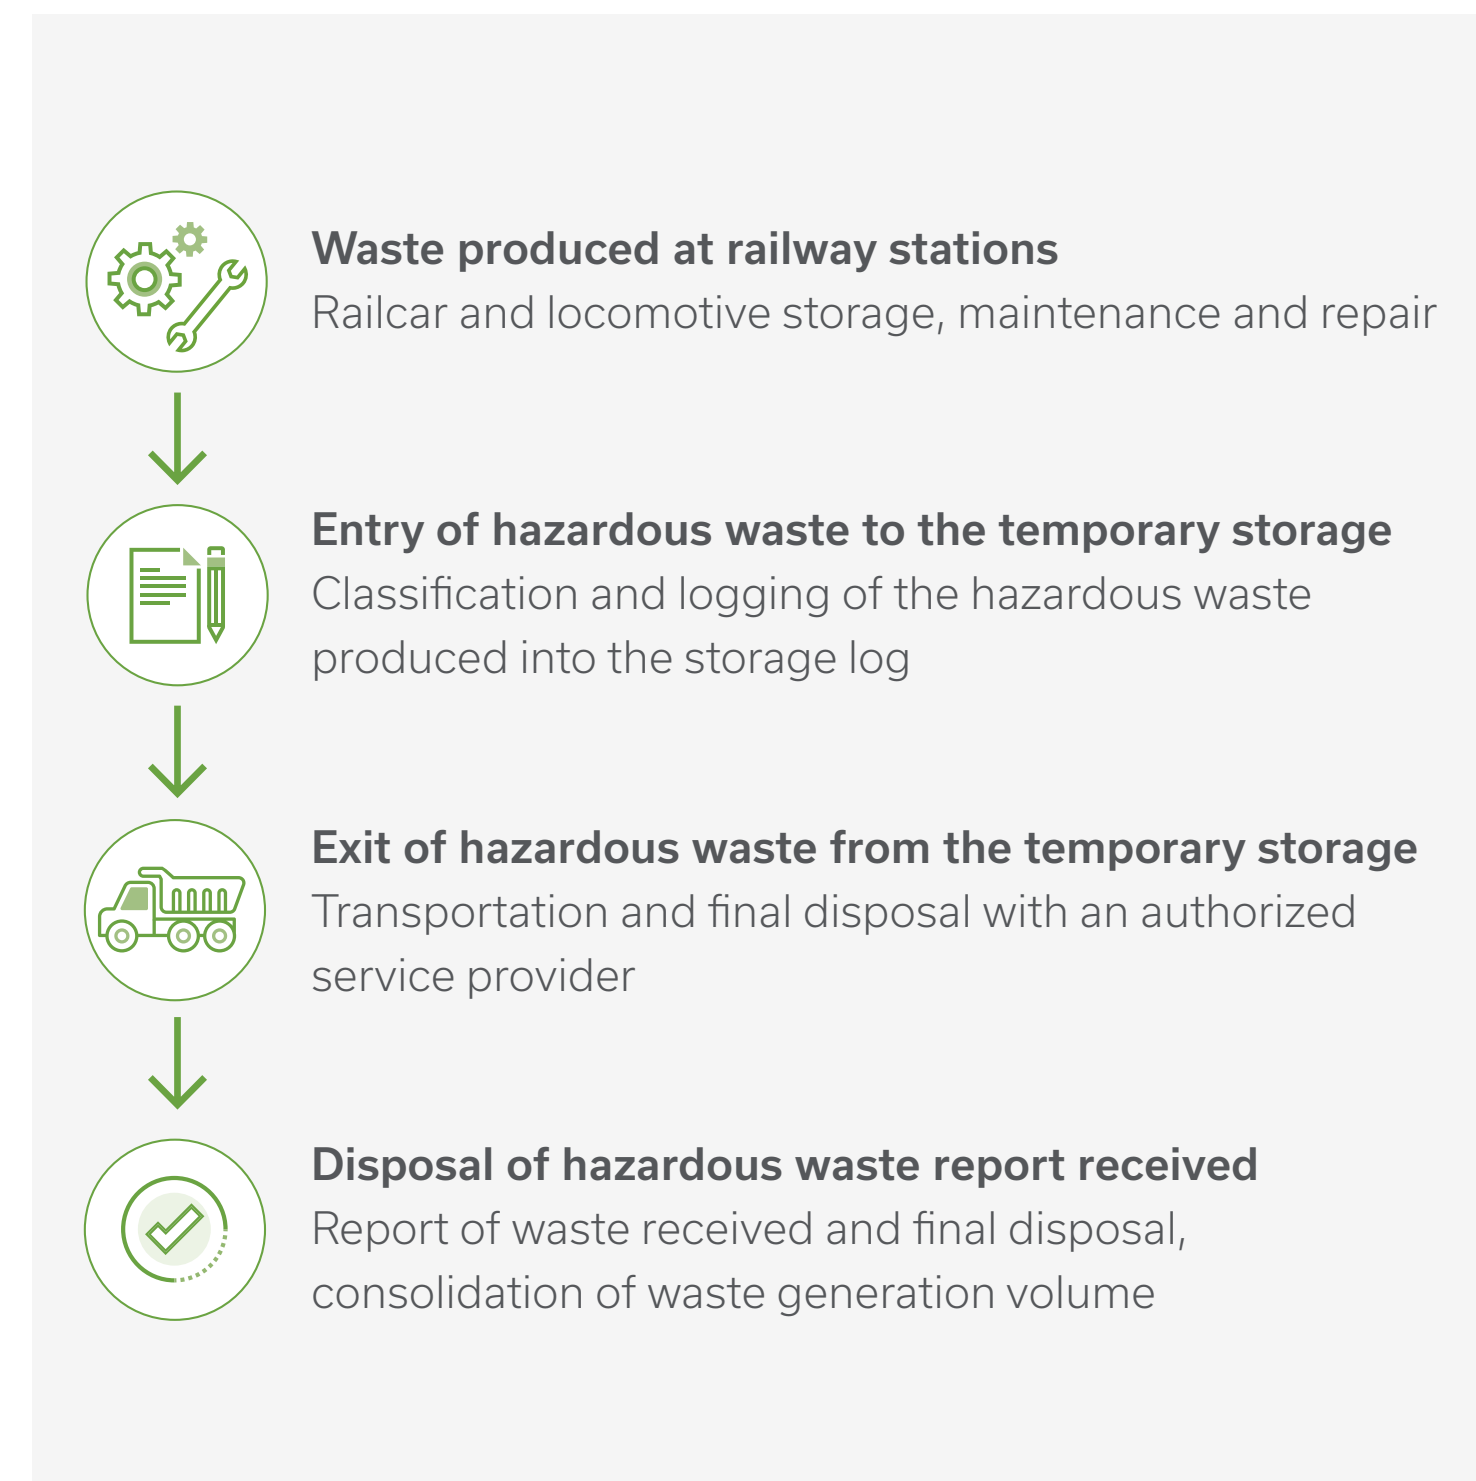 Waste produced at railway stations
Railcar and locomotive storage, maintenance and repair
Entry of hazardous waste to the temporary storage
Classification and logging of the hazardous waste
produced into the storage log
Exit of hazardous waste from the temporary storage
Transportation and final disposal with an authorized
service provider
Disposal of hazardous waste report received
Report of waste received and final disposal,
consolidation of waste generation volume